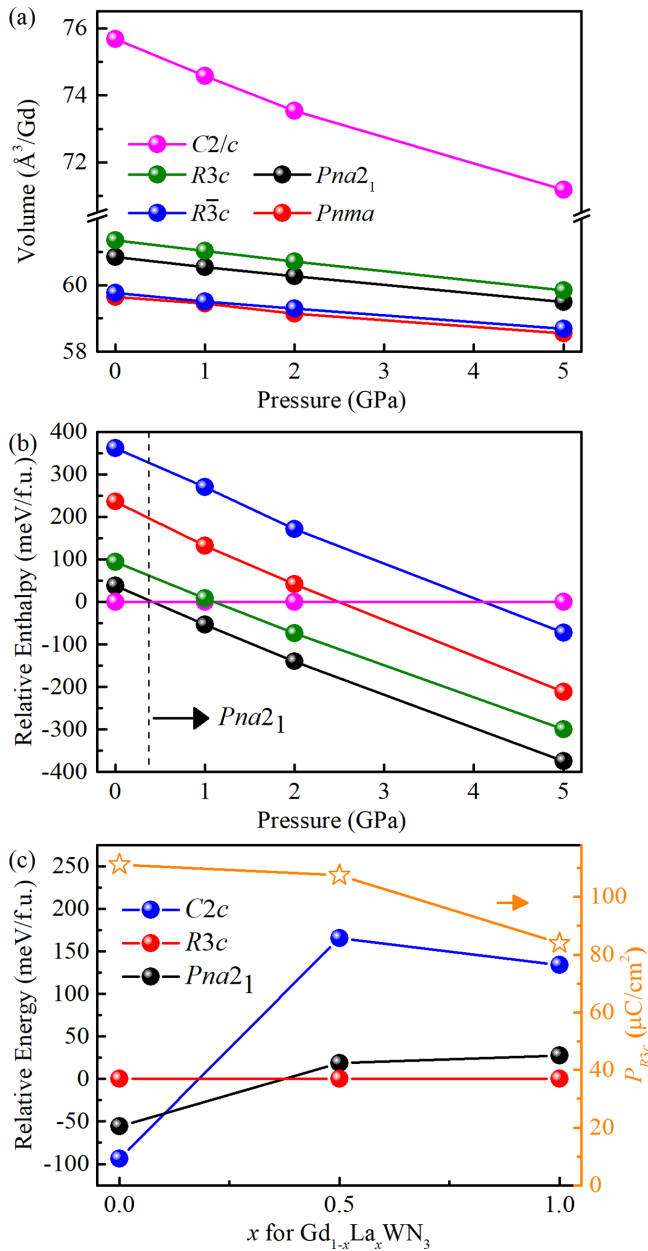 (a)
76
74
72
60
58
Volume (Å³/Gd)
C2/c
R3c
Pna2₁
R3̅c
Pnma
0 1 2 3 4 5
Pressure (GPa)
(b)
400
300
200
100
0
-100
-200
-300
-400
Relative Enthalpy (meV/f.u.)
Pna2₁
0 1 2 3 4 5
Pressure (GPa)
(c)
250
200
150
100
50
0
-50
-100
Relative Energy (meV/f.u.)
C2c
R3c
Pna2₁
100
80
60
40
20
0
P_R3c (μC/cm²)
0.0 0.5 1.0
x for Gd₁₋ₓLaₓWN₃